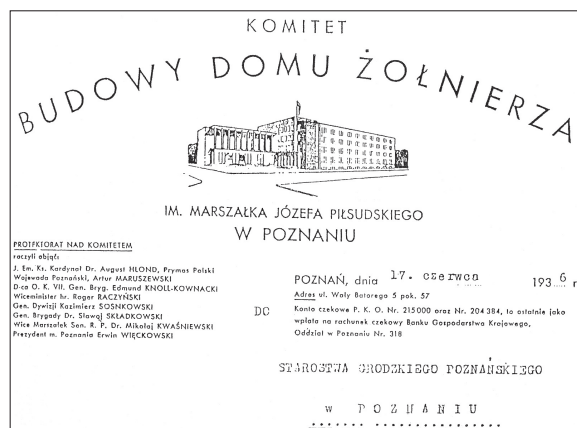 KOMITET
BUDOWY DOMU ŻOŁNIERZA
IM. MARSZAŁKA JÓZEFA PIŁSUDSKIEGO
W POZNANIU
PROTEKTORAT NAD KOMITETEM
raczyli objąć:
J. Em. Ks. Kardynał Dr. August HLOND, Prymas Polski
Wojewoda Poznański, Artur MARUSZEWSKI
D-ca O. K. VII. Gen. Bryg. Edmund KNOLL-KOWNACKI
Wiceminister hr. Roger RACZYŃSKI
Gen. Dywizji Kazimierz SOSNKOWSKI
Gen. Brygady Dr. Sławoj SKŁADKOWSKI
Wice Marszałek Sen. R. P. Dr. Mikołaj KWAŚNIEWSKI
Prezydent m. Poznania Erwin WIĘCKOWSKI
POZNAŃ, dnia 17. czerwca 1936 r.
Adres ul. Wały Batorego 5 pok. 57
Konto czekowe P. K. O. Nr. 215000 oraz Nr. 204384, to ostatnie jako
wpłata na rachunek czekowy Banku Gospodarstwa Krajowego,
Oddział w Poznaniu Nr. 318
DO
STAROSTWA GRODZKIEGO POZNAŃSKIEGO
w POZNANIU